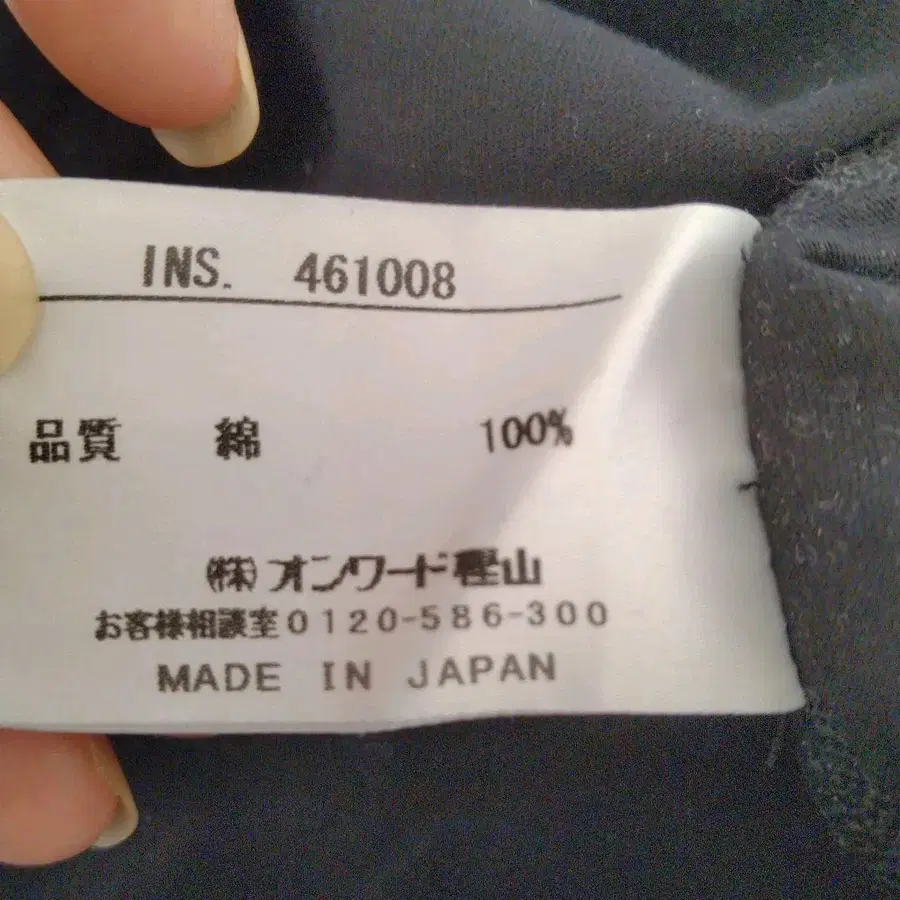 INS. 461008
品質 綿 100%
㈱オンワード樫山
お客様相談室0120-586-300
MADE IN JAPAN